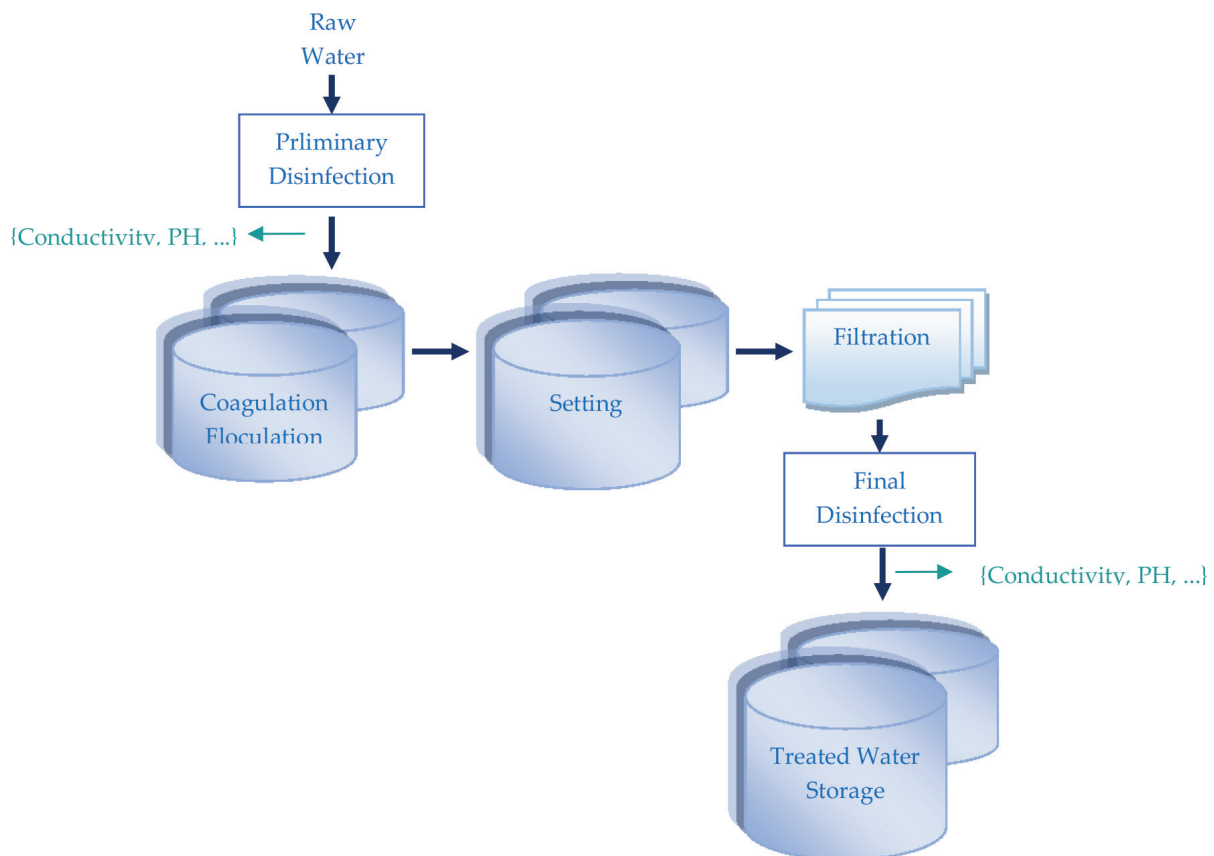 Raw
Water
Prliminary
Disinfection
{Conductivity, PH, ...}
Coagulation
Floculation
Setting
Filtration
Final
Disinfection
{Conductivity, PH, ...}
Treated Water
Storage